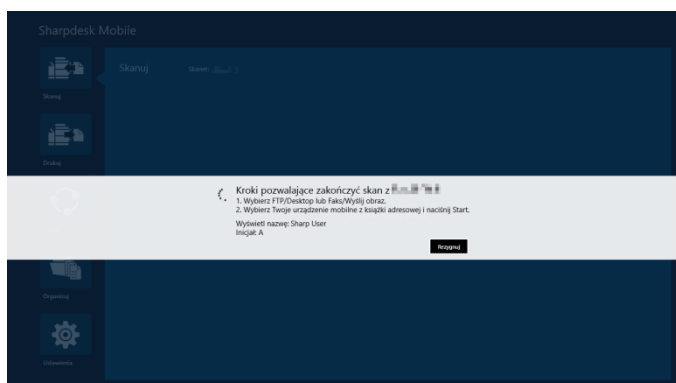 Sharpdesk Mobile
Skanuj
Skaner:
Skanuj
Drukuj
Kroki pozwalające zakończyć skan z
1. Wybierz FTP/Desktop lub Faks/Wyślij obraz.
2. Wybierz Twoje urządzenie mobilne z książki adresowej i naciśnij Start.
Wyświetl nazwę: Sharp User
Inicjał: A
Rezygnuj
Organizuj
Ustawienia